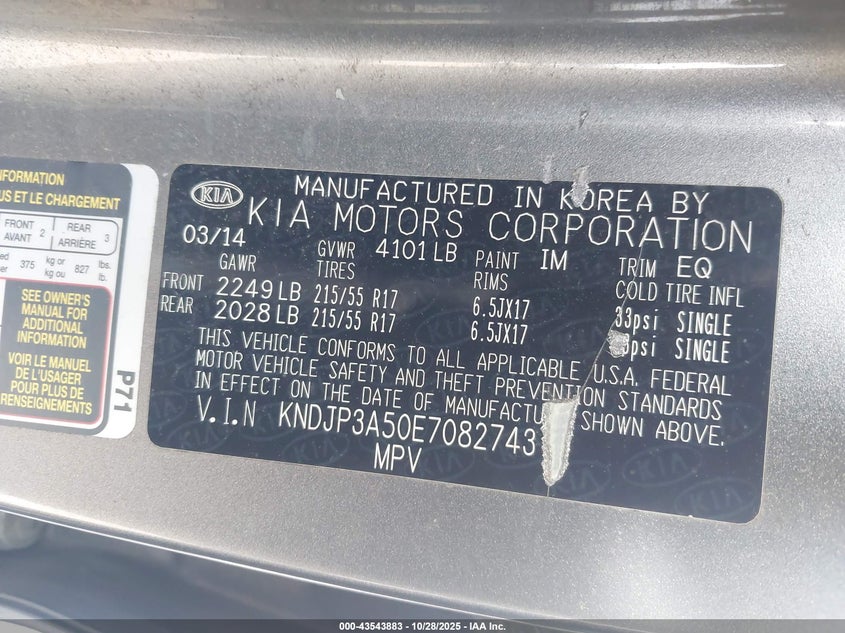 INFORMATION
US ET LE CHARGEMENT
FRONT AVANT 2 REAR ARRIÈRE 3
375 kg or kg ou 827 lbs. lb.
SEE OWNER'S
MANUAL FOR
ADDITIONAL
INFORMATION
VOIR LE MANUEL
DE L'USAGER
POUR PLUS DE
RENSEIGNEMENTS
P71
KIA
MANUFACTURED IN KOREA BY
KIA MOTORS CORPORATION
03/14 GVWR 4101 LB PAINT IM TRIM EQ
GAWR TIRES RIMS COLD TIRE INFL
FRONT 2249 LB 215/55 R17 6.5JX17 33psi SINGLE
REAR 2028 LB 215/55 R17 6.5JX17 psi SINGLE
THIS VEHICLE CONFORMS TO ALL APPLICABLE U.S.A. FEDERAL
MOTOR VEHICLE SAFETY AND THEFT PREVENTION STANDARDS
IN EFFECT ON THE DATE OF MANUFACTU SHOWN ABOVE.
V.I.N KNDJP3A50E7082743
MPV
000-43543883 - 10/28/2025 - IAA Inc.